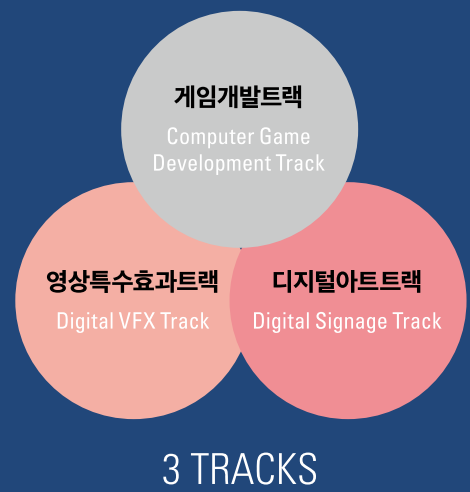 게임개발트랙
Computer Game
Development Track
영상특수효과트랙
Digital VFX Track
디지털아트트랙
Digital Signage Track
3 TRACKS